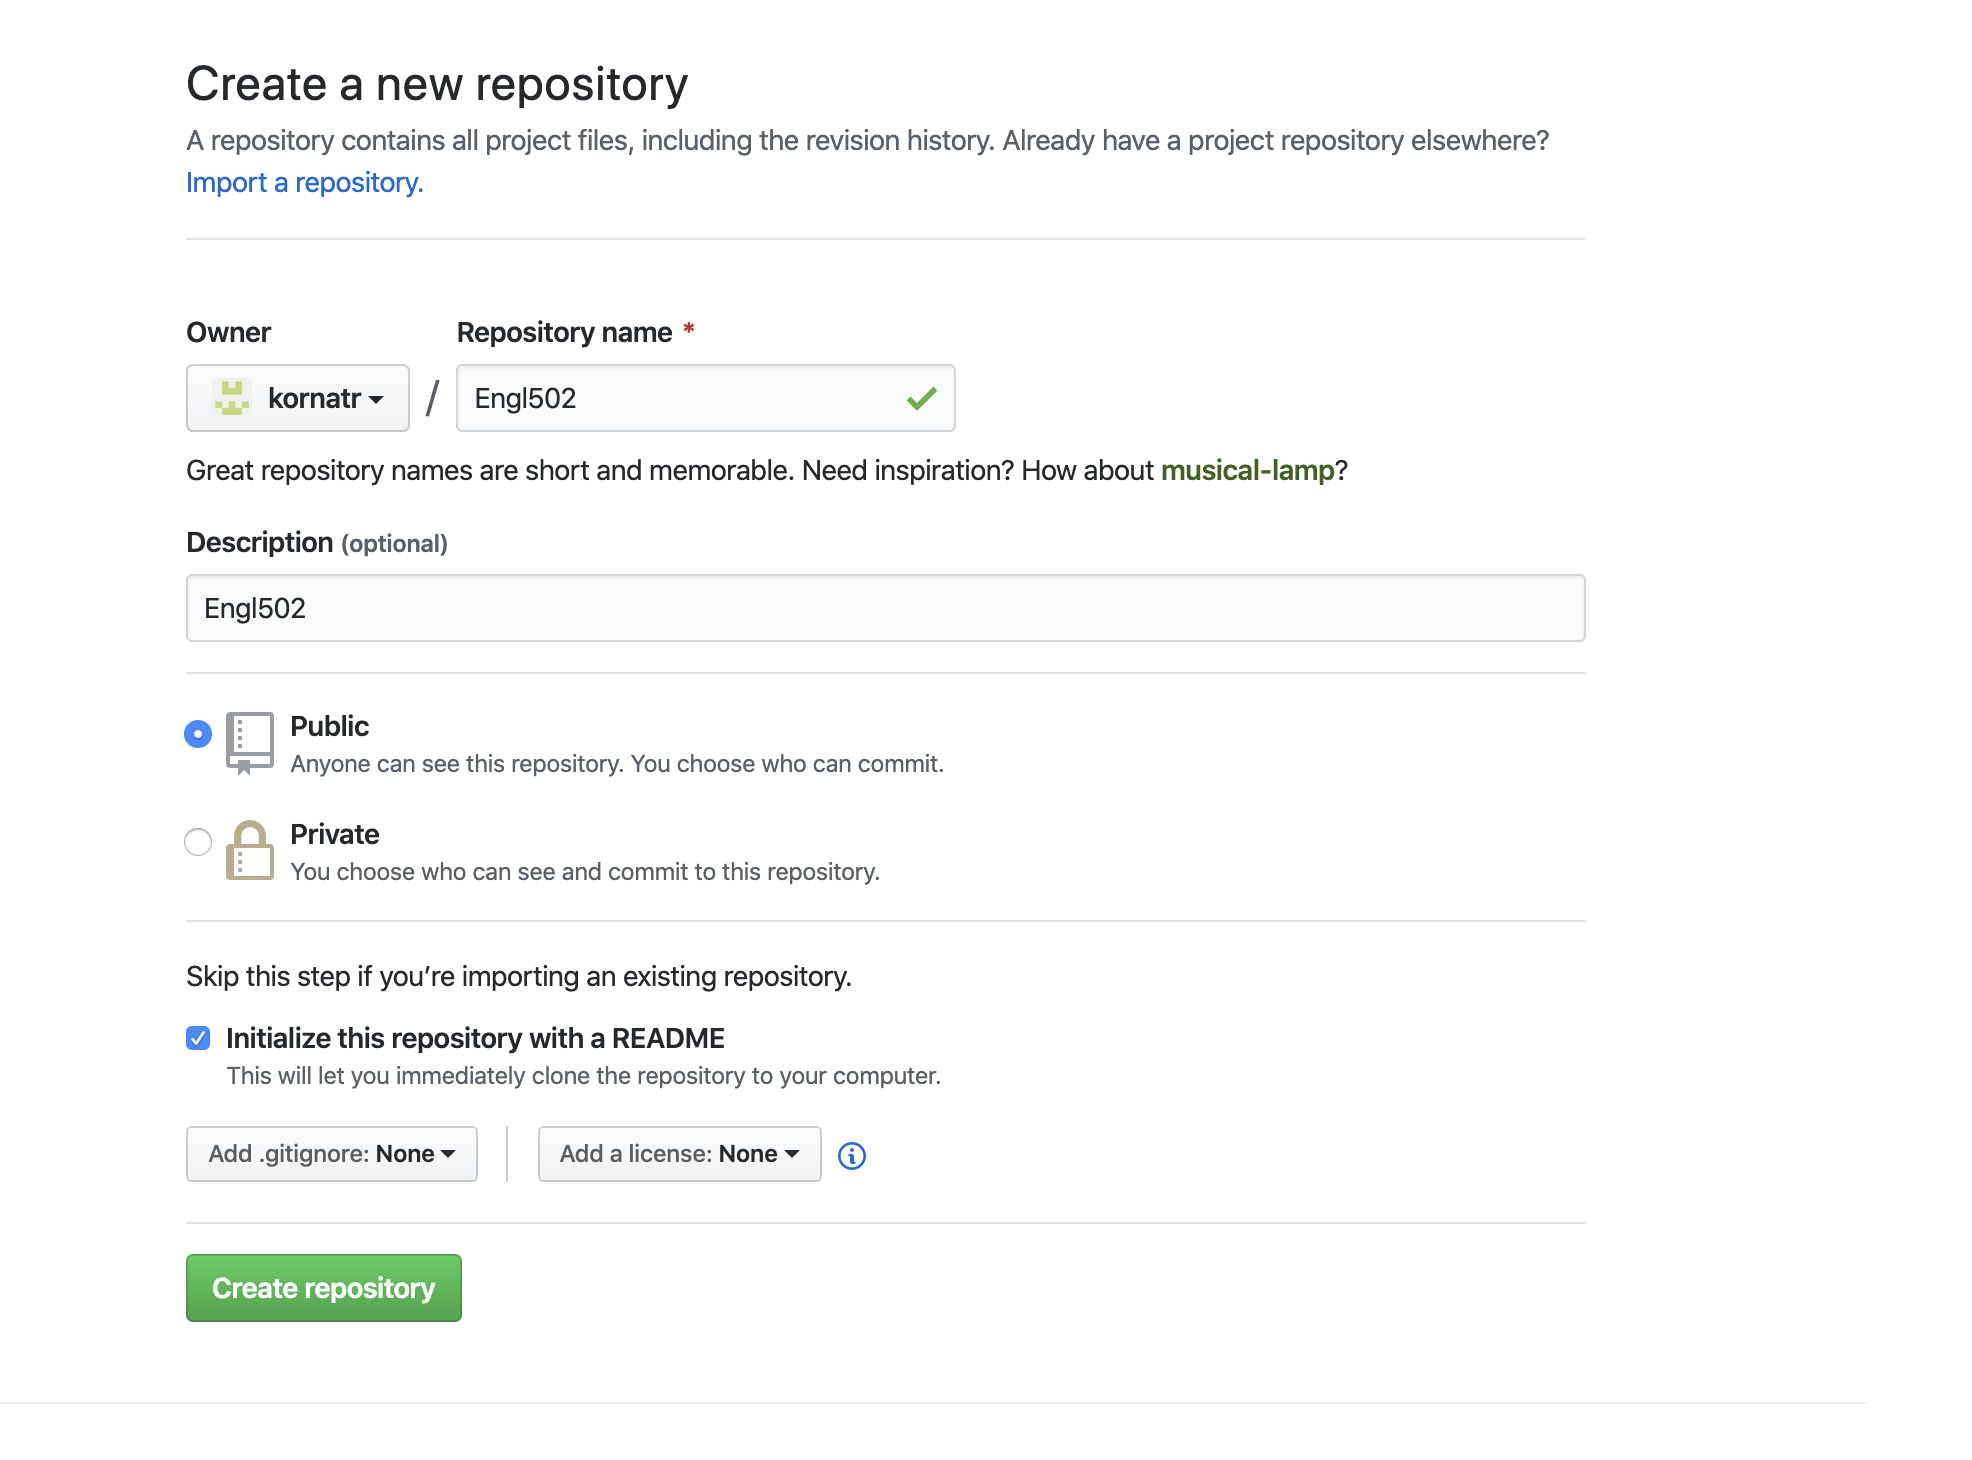 Create a new repository
A repository contains all project files, including the revision history. Already have a project repository elsewhere?
Import a repository.
Owner
Repository name *
kornatr
/
Engl502
Great repository names are short and memorable. Need inspiration? How about musical-lamp?
Description (optional)
Engl502
Public
Anyone can see this repository. You choose who can commit.
Private
You choose who can see and commit to this repository.
Skip this step if you’re importing an existing repository.
Initialize this repository with a README
This will let you immediately clone the repository to your computer.
Add .gitignore: None
Add a license: None
Create repository